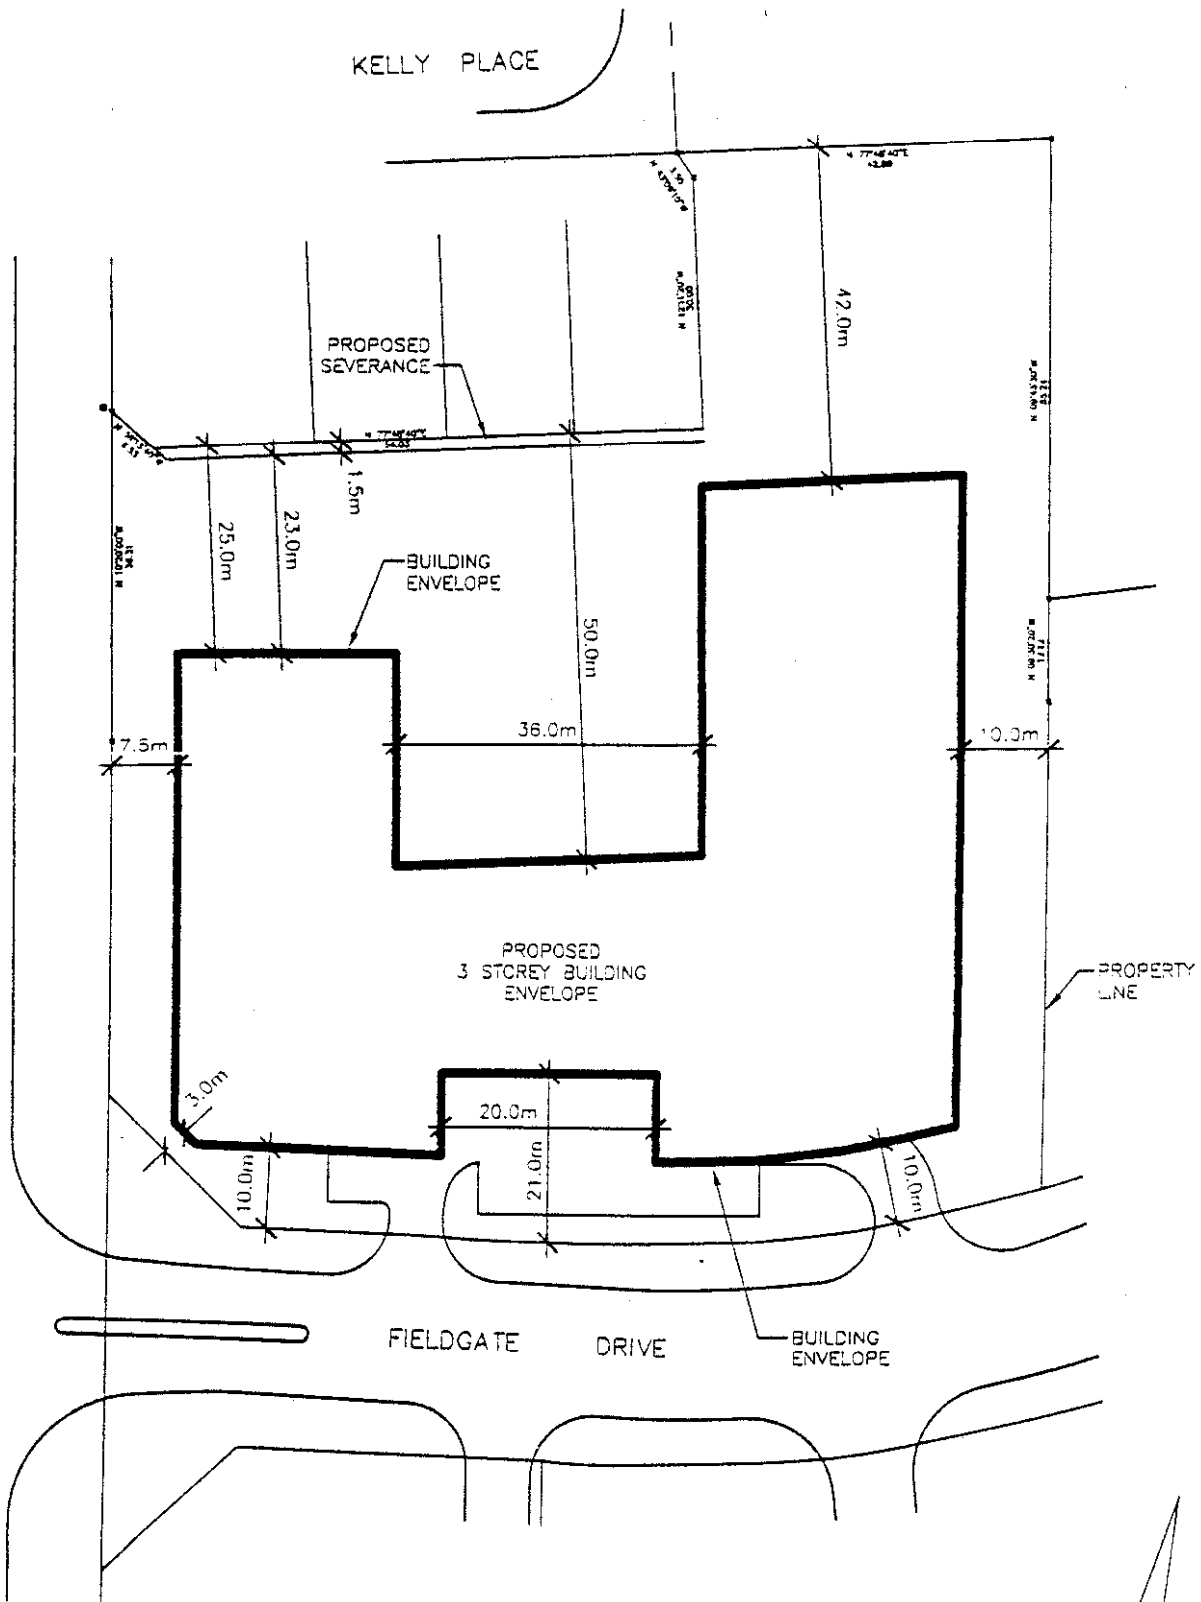 KELLY PLACE
42.0m
PROPOSED
SEVERANCE
1.5m
25.0m
23.0m
BUILDING
ENVELOPE
50.0m
7.5m
36.0m
10.0m
PROPOSED
3 STOREY BUILDING
ENVELOPE
PROPERTY
LINE
3.0m
20.0m
10.0m
21.0m
10.0m
FIELDGATE DRIVE
BUILDING
ENVELOPE